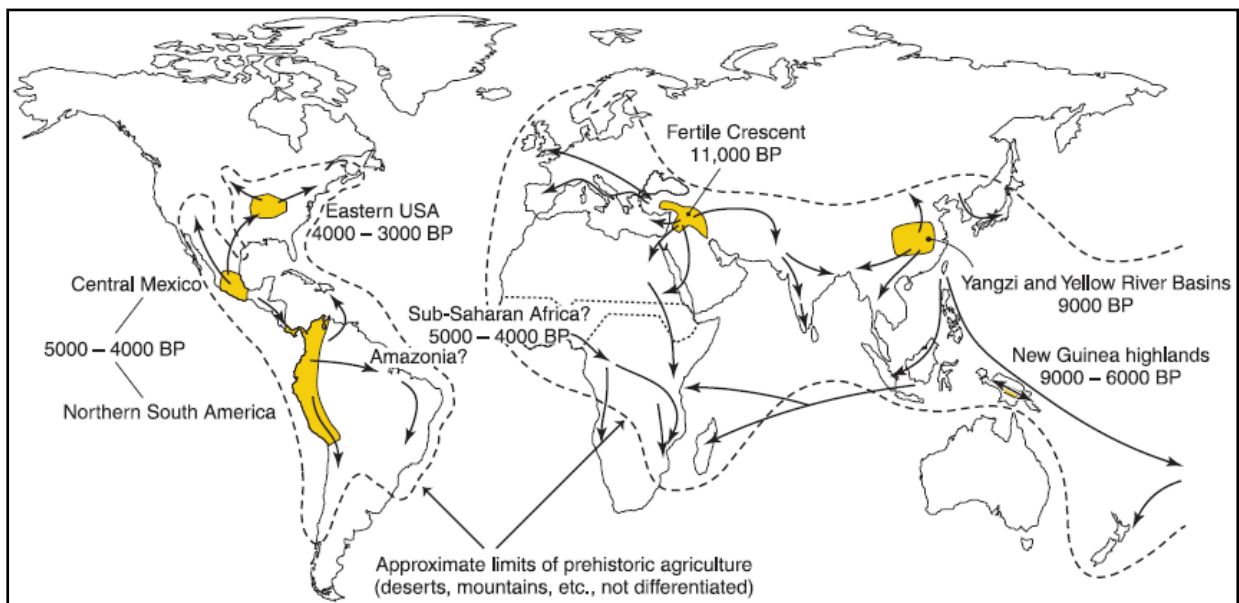 Fertile Crescent
11,000 BP
Eastern USA
4000 – 3000 BP
Central Mexico
5000 – 4000 BP
Northern South America
Amazonia?
Sub-Saharan Africa?
5000 – 4000 BP
Yangzi and Yellow River Basins
9000 BP
New Guinea highlands
9000 – 6000 BP
Approximate limits of prehistoric agriculture
(deserts, mountains, etc., not differentiated)